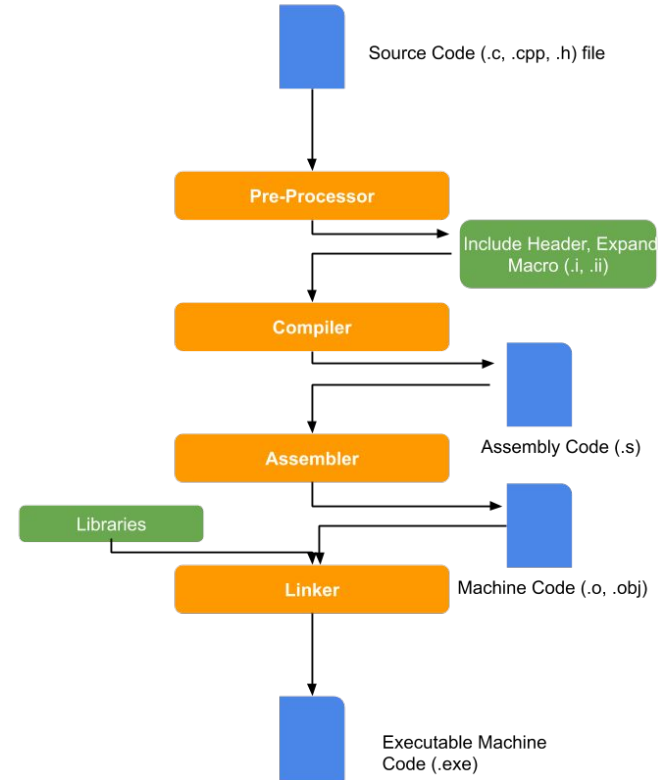 Source Code (.c, .cpp, .h) file
Pre-Processor
Include Header, Expand
Macro (.i, .ii)
Compiler
Assembly Code (.s)
Assembler
Libraries
Machine Code (.o, .obj)
Linker
Executable Machine
Code (.exe)